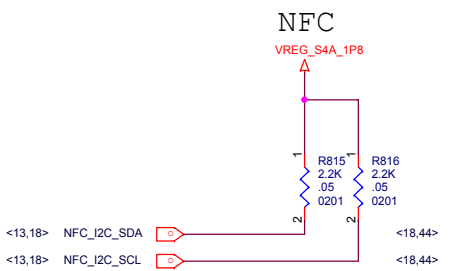 NFC
VREG_S4A_1P8
1 R815 1 R816
2.2K 2.2K
.05 .05
0201 0201
2 2
<13,18> NFC_I2C_SDA <18,44>
<13,18> NFC_I2C_SCL <18,44>